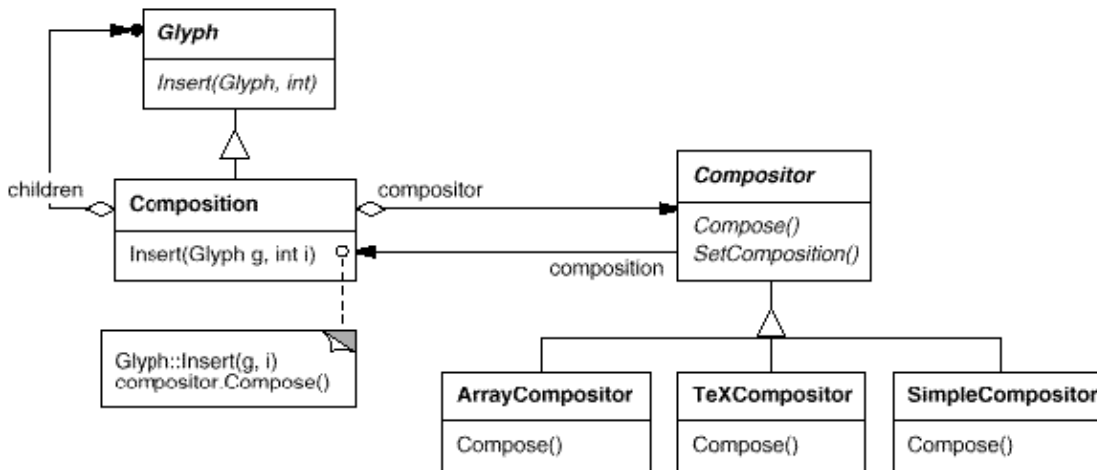 Glyph
Insert(Glyph, int)
children
Composition
Insert(Glyph g, int i)
compositor
composition
Compositor
Compose()
SetComposition()
Glyph::Insert(g, i)
compositor.Compose()
ArrayCompositor
Compose()
TeXCompositor
Compose()
SimpleCompositor
Compose()